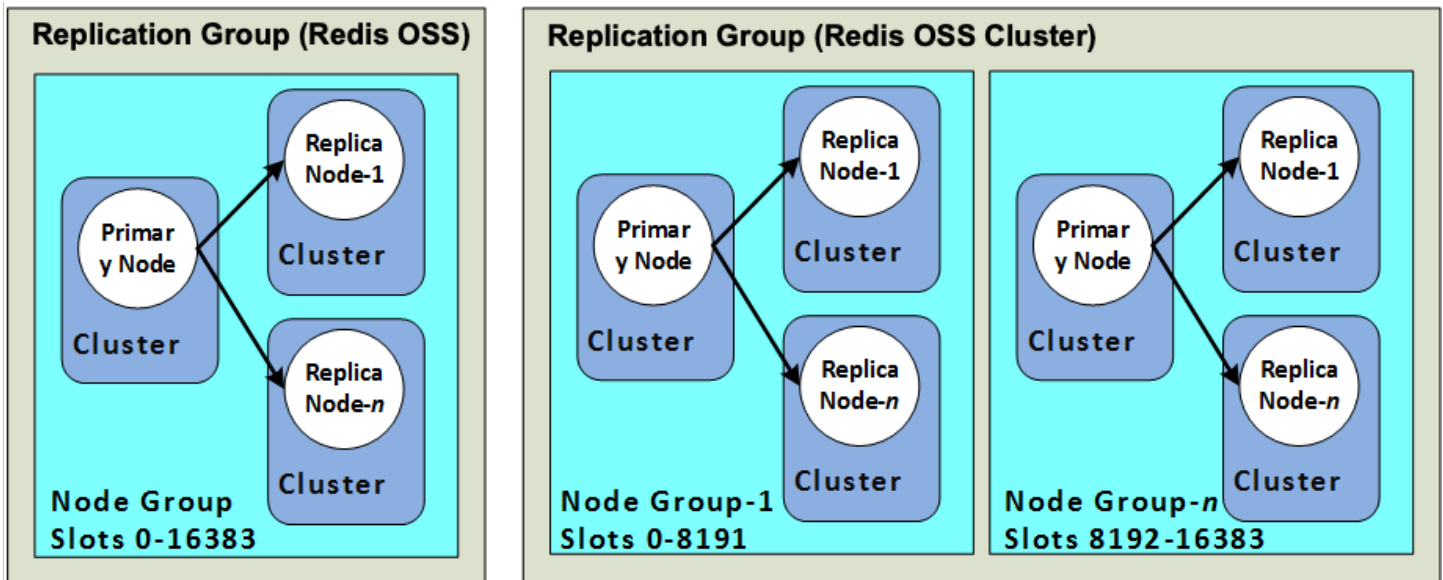 Replication Group (Redis OSS)
Replica
Node-1
Cluster
Primar
y Node
Cluster
Replica
Node-n
Cluster
Node Group
Slots 0-16383
Replication Group (Redis OSS Cluster)
Replica
Node-1
Cluster
Primar
y Node
Cluster
Replica
Node-n
Cluster
Node Group-1
Slots 0-8191
Replica
Node-1
Cluster
Primar
y Node
Cluster
Replica
Node-n
Cluster
Node Group-n
Slots 8192-16383